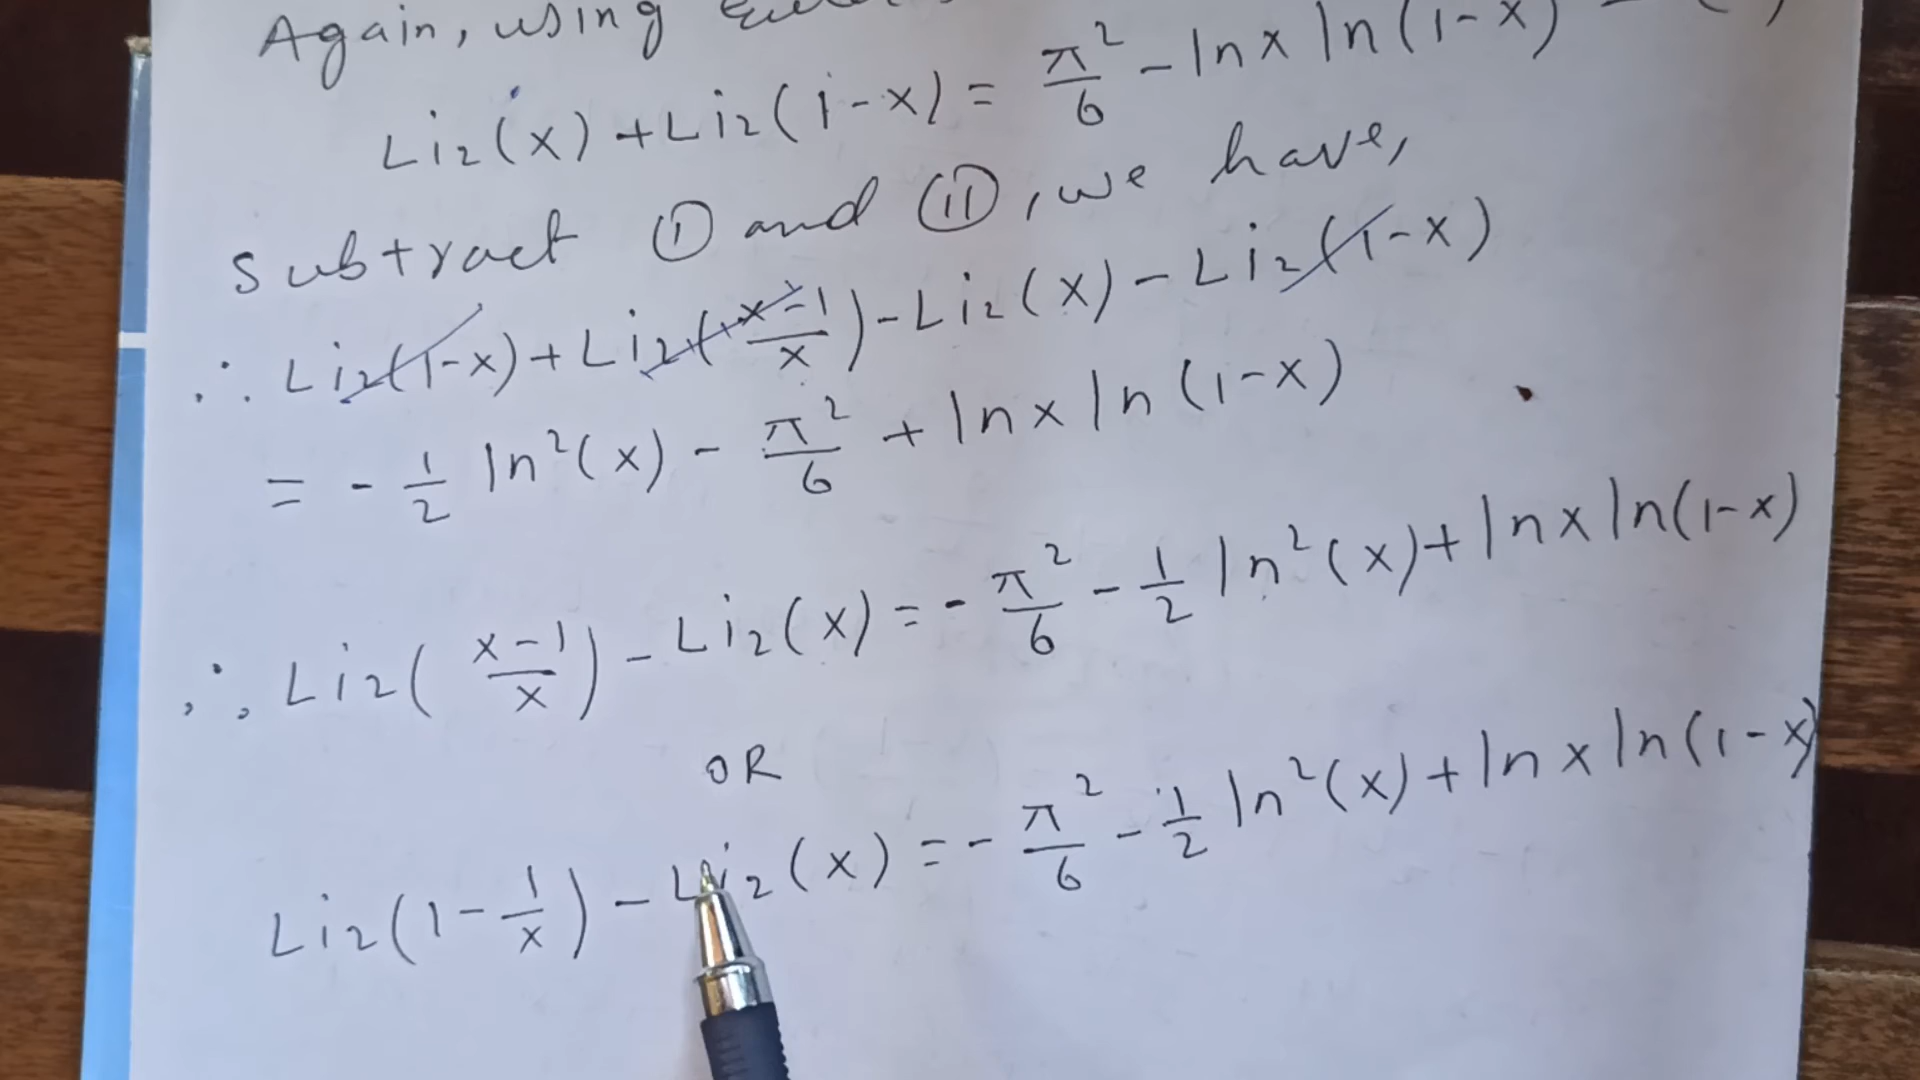 Again, using
Li₂(x) + Li₂(1-x) = π²/6 - ln x ln(1-x) -
Subtract Ⓘ and Ⓘ̲Ⓘ, we have,
∴ Li₂(1-x) + Li₂((x-1)/x) - Li₂(x) - Li₂(1-x)
= - 1/2 ln²(x) - π²/6 + ln x ln(1-x)
∴ Li₂((x-1)/x) - Li₂(x) = - π²/6 - 1/2 ln²(x) + ln x ln(1-x)
OR
Li₂(1 - 1/x) - Li₂(x) = - π²/6 - 1/2 ln²(x) + ln x ln(1-x)